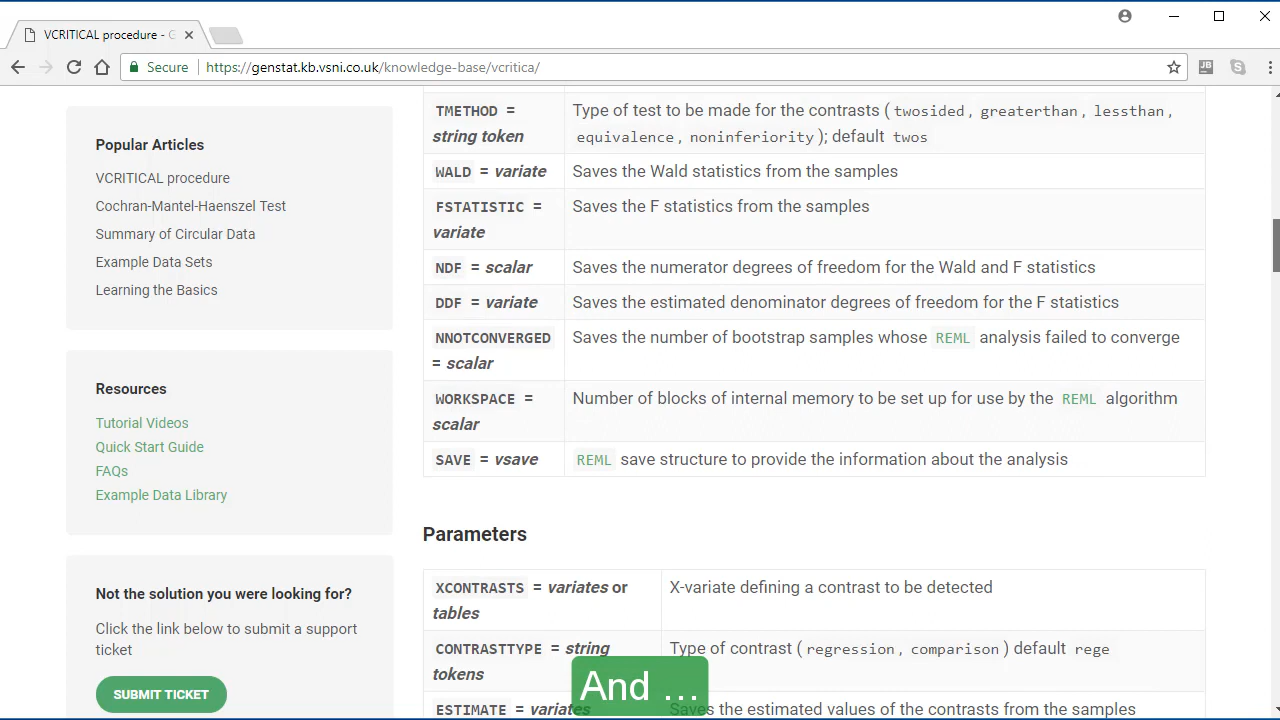 VCRITICAL procedure - G
Secure
https://genstat.kb.vsni.co.uk/knowledge-base/vcritica/
JB
Popular Articles
VCRITICAL procedure
Cochran-Mantel-Haenszel Test
Summary of Circular Data
Example Data Sets
Learning the Basics
Resources
Tutorial Videos
Quick Start Guide
FAQs
Example Data Library
Not the solution you were looking for?
Click the link below to submit a support
ticket
SUBMIT TICKET
TMETHOD = Type of test to be made for the contrasts (twosided, greaterthan, lessthan,
string token equivalence, noninferiority); default twos
WALD = variate Saves the Wald statistics from the samples
FSTATISTIC = Saves the F statistics from the samples
variate
NDF = scalar Saves the numerator degrees of freedom for the Wald and F statistics
DDF = variate Saves the estimated denominator degrees of freedom for the F statistics
NNOTCONVERGED Saves the number of bootstrap samples whose REML analysis failed to converge
= scalar
WORKSPACE = Number of blocks of internal memory to be set up for use by the REML algorithm
scalar
SAVE = vsave REML save structure to provide the information about the analysis
Parameters
XCONTRASTS = variates or X-variate defining a contrast to be detected
tables
CONTRASTTYPE = string Type of contrast (regression, comparison) default rege
tokens
ESTIMATE = variates Saves the estimated values of the contrasts from the samples
And ...